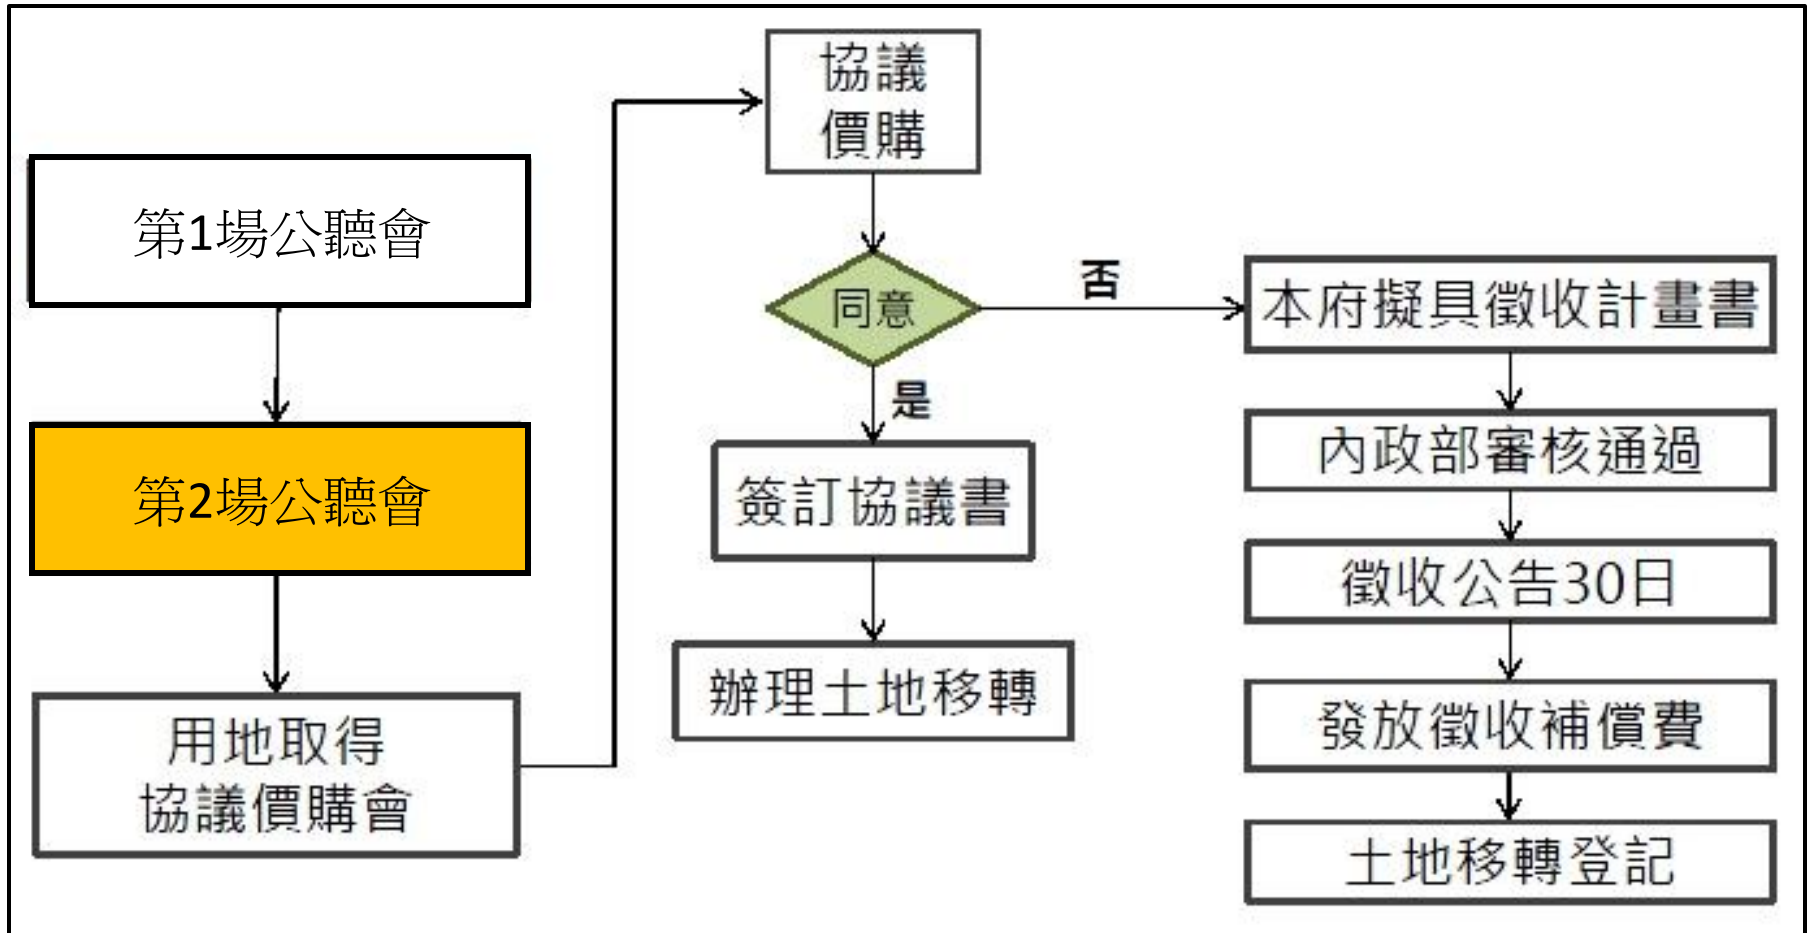 第1場公聽會
第2場公聽會
用地取得
協議價購會
協議
價購
同意
是
簽訂協議書
辦理土地移轉
否
本府擬具徵收計畫書
內政部審核通過
徵收公告30日
發放徵收補償費
土地移轉登記